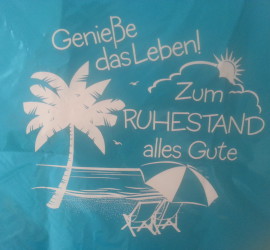 Genieße
das Leben!
Zum
RUHESTAND
alles Gute